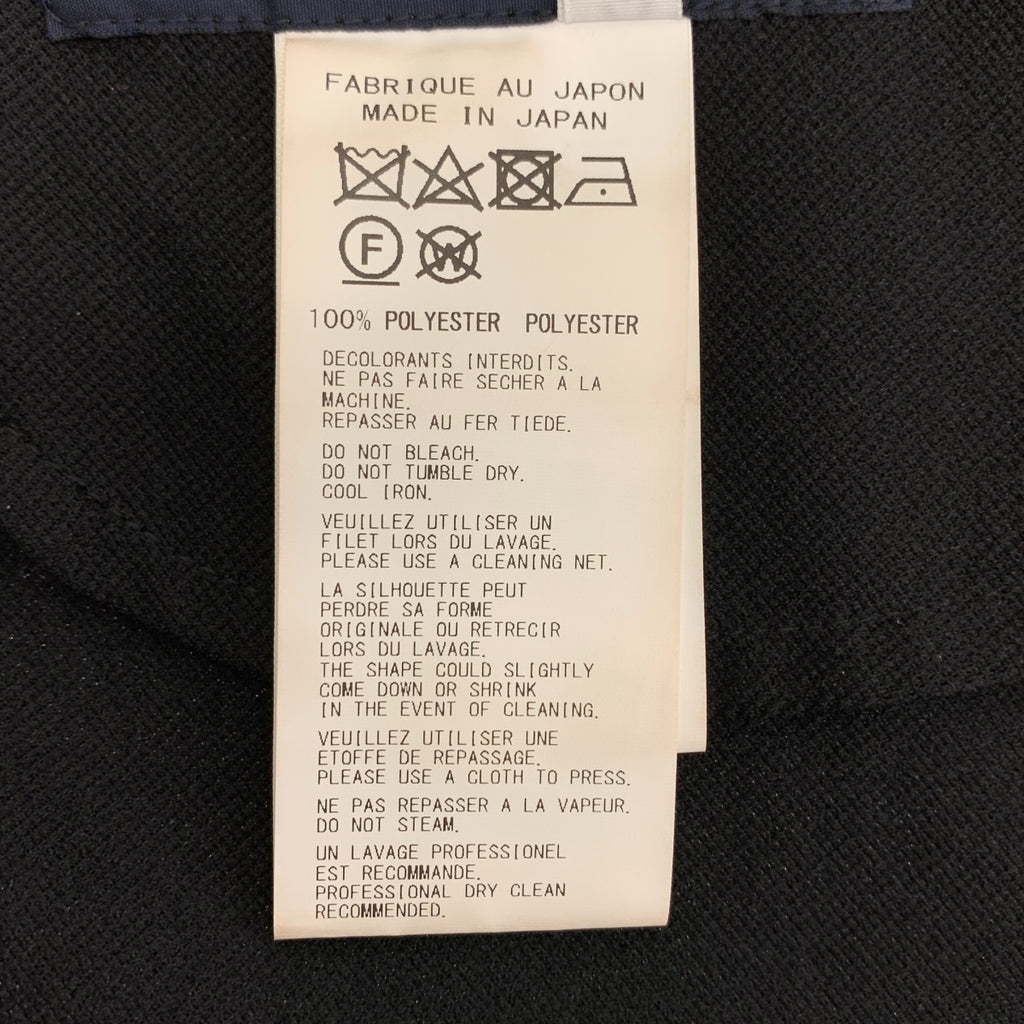 FABRIQUE AU JAPON
MADE IN JAPAN
F W
100% POLYESTER POLYESTER
DECOLORANTS INTERDITS.
NE PAS FAIRE SECHER A LA
MACHINE.
REPASSER AU FER TIEDE.
DO NOT BLEACH.
DO NOT TUMBLE DRY.
COOL IRON.
VEUILLEZ UTILISER UN
FILET LORS DU LAVAGE.
PLEASE USE A CLEANING NET.
LA SILHOUETTE PEUT
PERDRE SA FORME
ORIGINALE OU RETRECIR
LORS DU LAVAGE.
THE SHAPE COULD SLIGHTLY
COME DOWN OR SHRINK
IN THE EVENT OF CLEANING.
VEUILLEZ UTILISER UNE
ETOFFE DE REPASSAGE.
PLEASE USE A CLOTH TO PRESS.
NE PAS REPASSER A LA VAPEUR.
DO NOT STEAM.
UN LAVAGE PROFESSIONEL
EST RECOMMANDE.
PROFESSIONAL DRY CLEAN
RECOMMENDED.